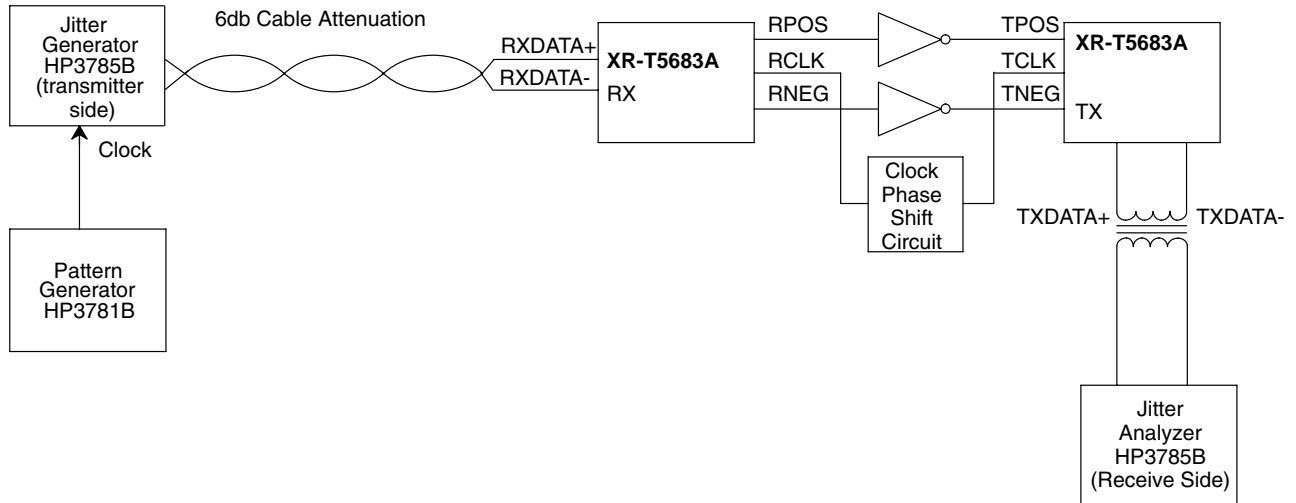 Jitter
Generator
HP3785B
(transmitter
side)
6db Cable Attenuation
Clock
Pattern
Generator
HP3781B
RXDATA+
RXDATA-
XR-T5683A
RX
RPOS
RCLK
RNEG
Clock
Phase
Shift
Circuit
TPOS
TCLK
TNEG
XR-T5683A
TX
TXDATA+
TXDATA-
Jitter
Analyzer
HP3785B
(Receive Side)